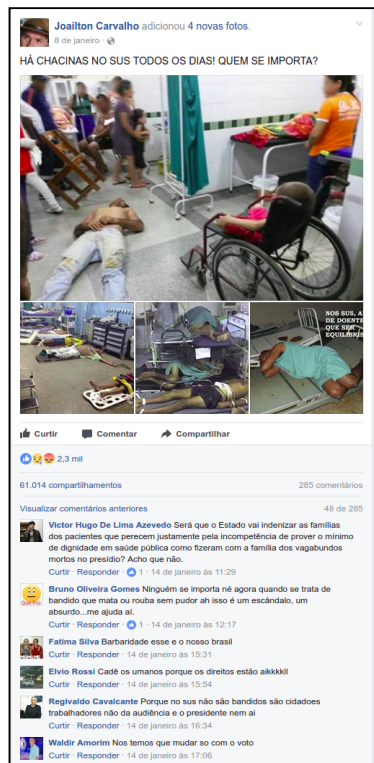 Joailton Carvalho adicionou 4 novas fotos.
8 de janeiro ·
HÁ CHACINAS NO SUS TODOS OS DIAS! QUEM SE IMPORTA?
NOS SUS, A
DE DOENTE
QUE SER
EQUILIBRIS
Curtir Comentar Compartilhar
2,3 mil
61.014 compartilhamentos 285 comentários
Visualizar comentários anteriores 48 de 285
Victor Hugo De Lima Azevedo Será que o Estado vai indenizar as famílias
dos pacientes que perecem justamente pela incompetência de prover o mínimo
de dignidade em saúde pública como fizeram com a família dos vagabundos
mortos no presídio? Acho que não.
Curtir · Responder · 1 · 14 de janeiro às 11:29
Bruno Oliveira Gomes Ninguém se importa né agora quando se trata de
bandido que mata ou rouba sem pudor ah isso é um escândalo, um
absurdo...me ajuda aí.
Curtir · Responder · 1 · 14 de janeiro às 12:17
Fatima Silva Barbaridade esse e o nosso brasil
Curtir · Responder · 14 de janeiro às 15:31
Elvio Rossi Cadê os umanos porque os direitos estão aikkkkll
Curtir · Responder · 14 de janeiro às 15:54
Regivaldo Cavalcante Porque no sus não são bandidos são cidadoes
trabalhadores não da audiência e o presidente nem ai
Curtir · Responder · 14 de janeiro às 16:34
Waldir Amorim Nos temos que mudar so com o voto
Curtir · Responder · 14 de janeiro às 17:06